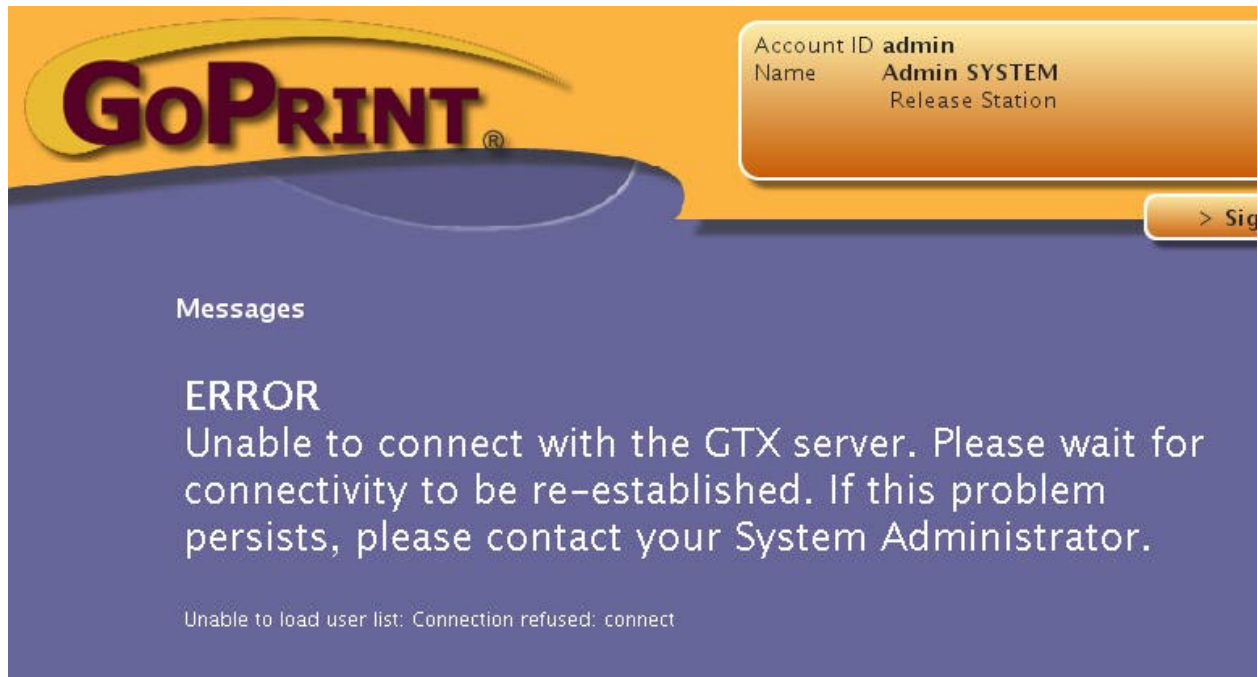 GoPrint®
Account ID admin
Name Admin SYSTEM
Release Station
> Sig
Messages
ERROR
Unable to connect with the GTX server. Please wait for
connectivity to be re-established. If this problem
persists, please contact your System Administrator.
Unable to load user list: Connection refused: connect